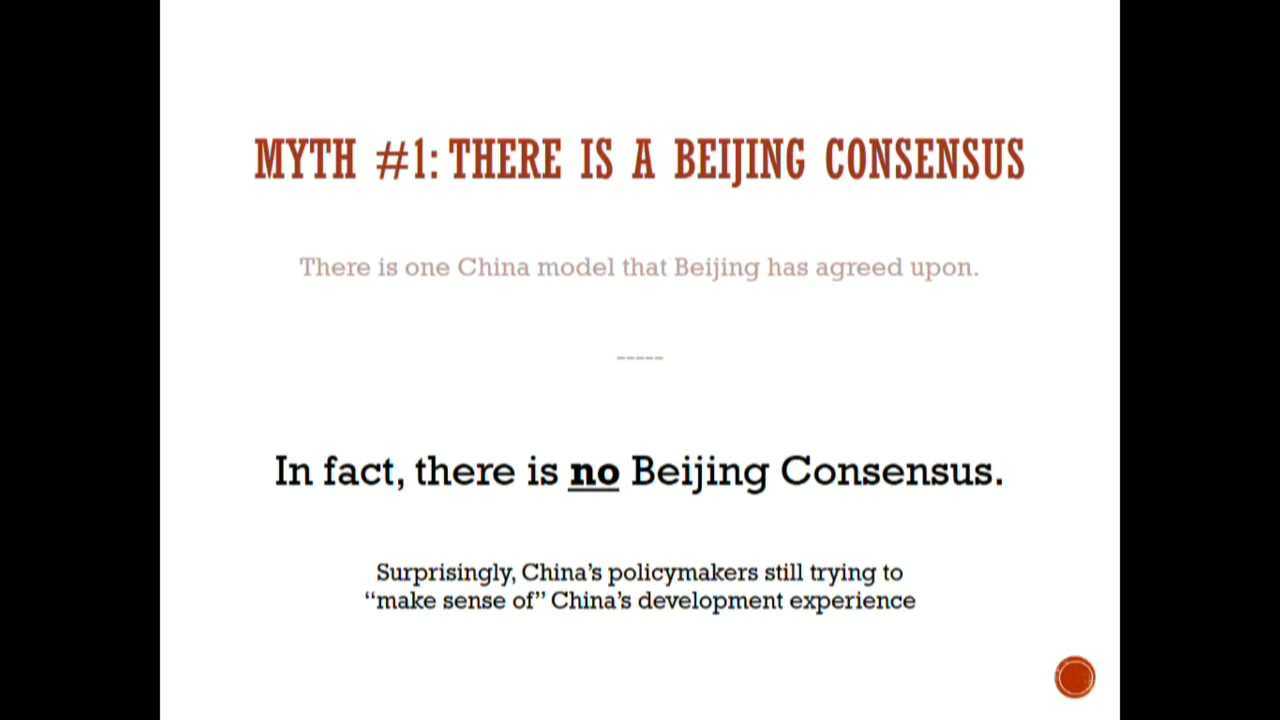 MYTH #1: THERE IS A BEIJING CONSENSUS
There is one China model that Beijing has agreed upon.
-----
In fact, there is no Beijing Consensus.
Surprisingly, China’s policymakers still trying to
“make sense of” China’s development experience